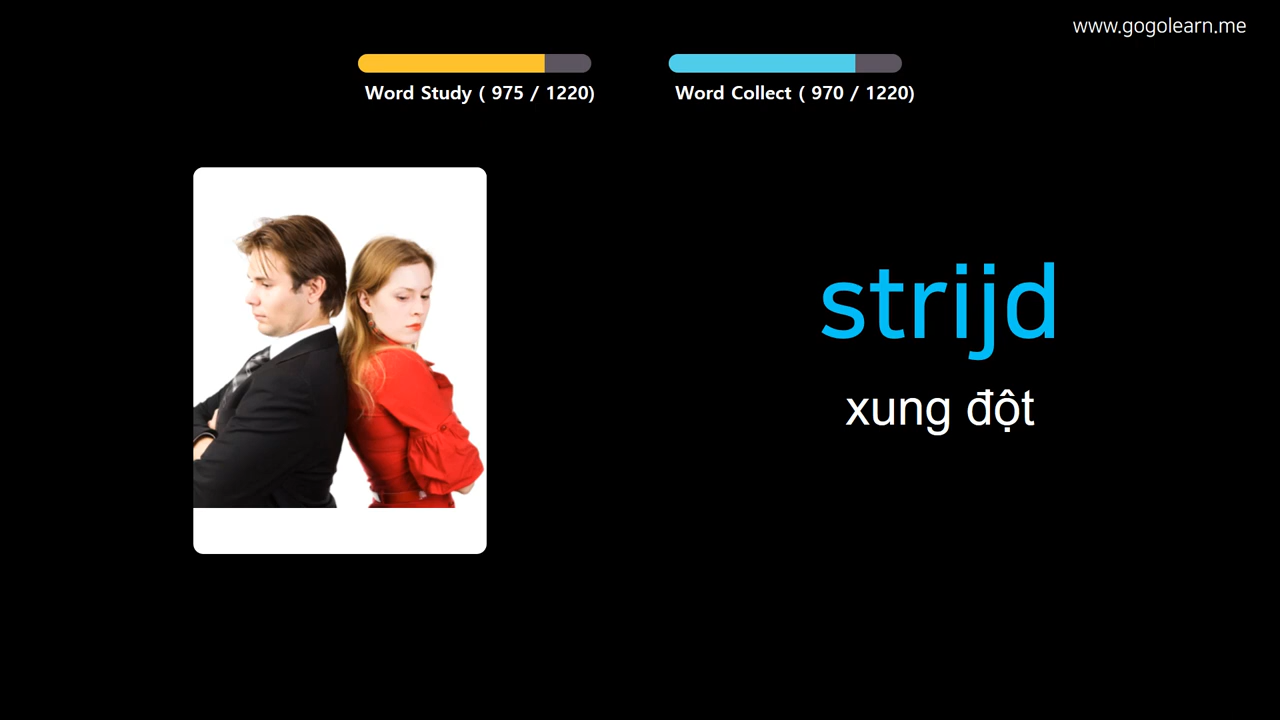 www.gogolearn.me
Word Study ( 975 / 1220)
Word Collect ( 970 / 1220)
strijd
xung đột